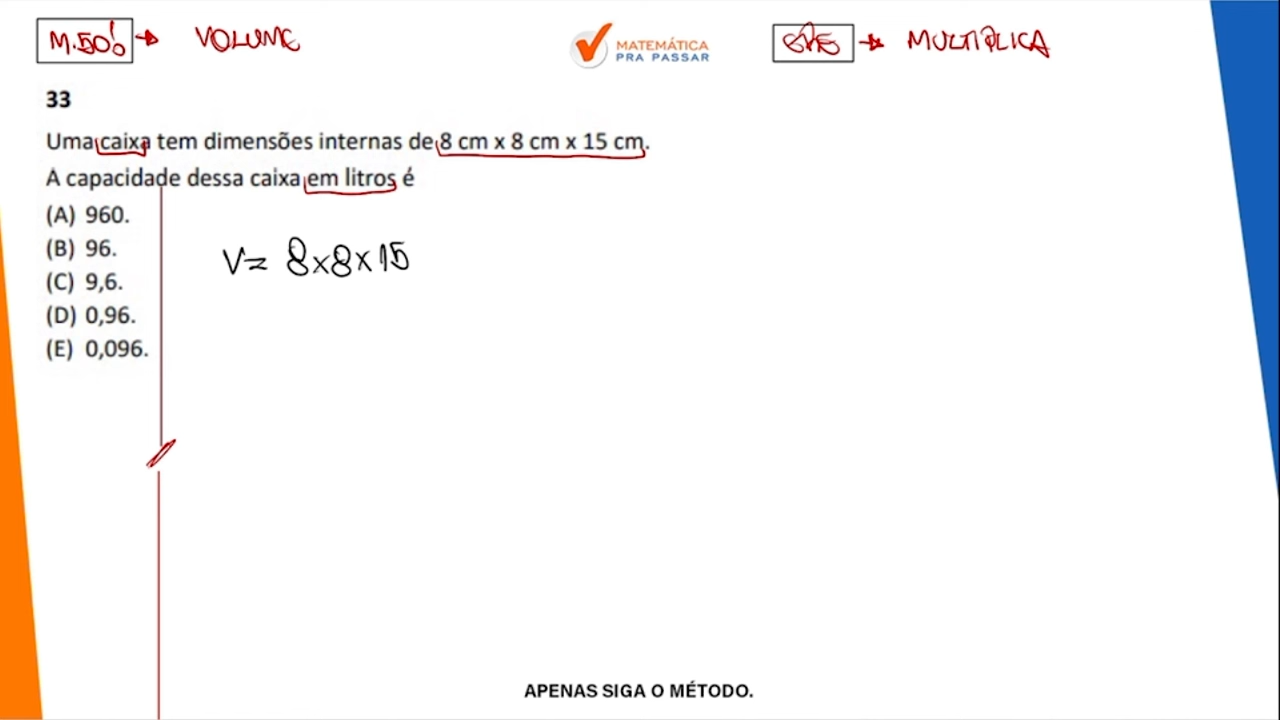 VOLUME
MATEMÁTICA
PRA PASSAR
MULTIPLICA
33
Uma caixa tem dimensões internas de 8 cm x 8 cm x 15 cm.
A capacidade dessa caixa em litros é
(A) 960.
(B) 96.
(C) 9,6.
(D) 0,96.
(E) 0,096.
V= 8x8x15
APENAS SIGA O MÉTODO.